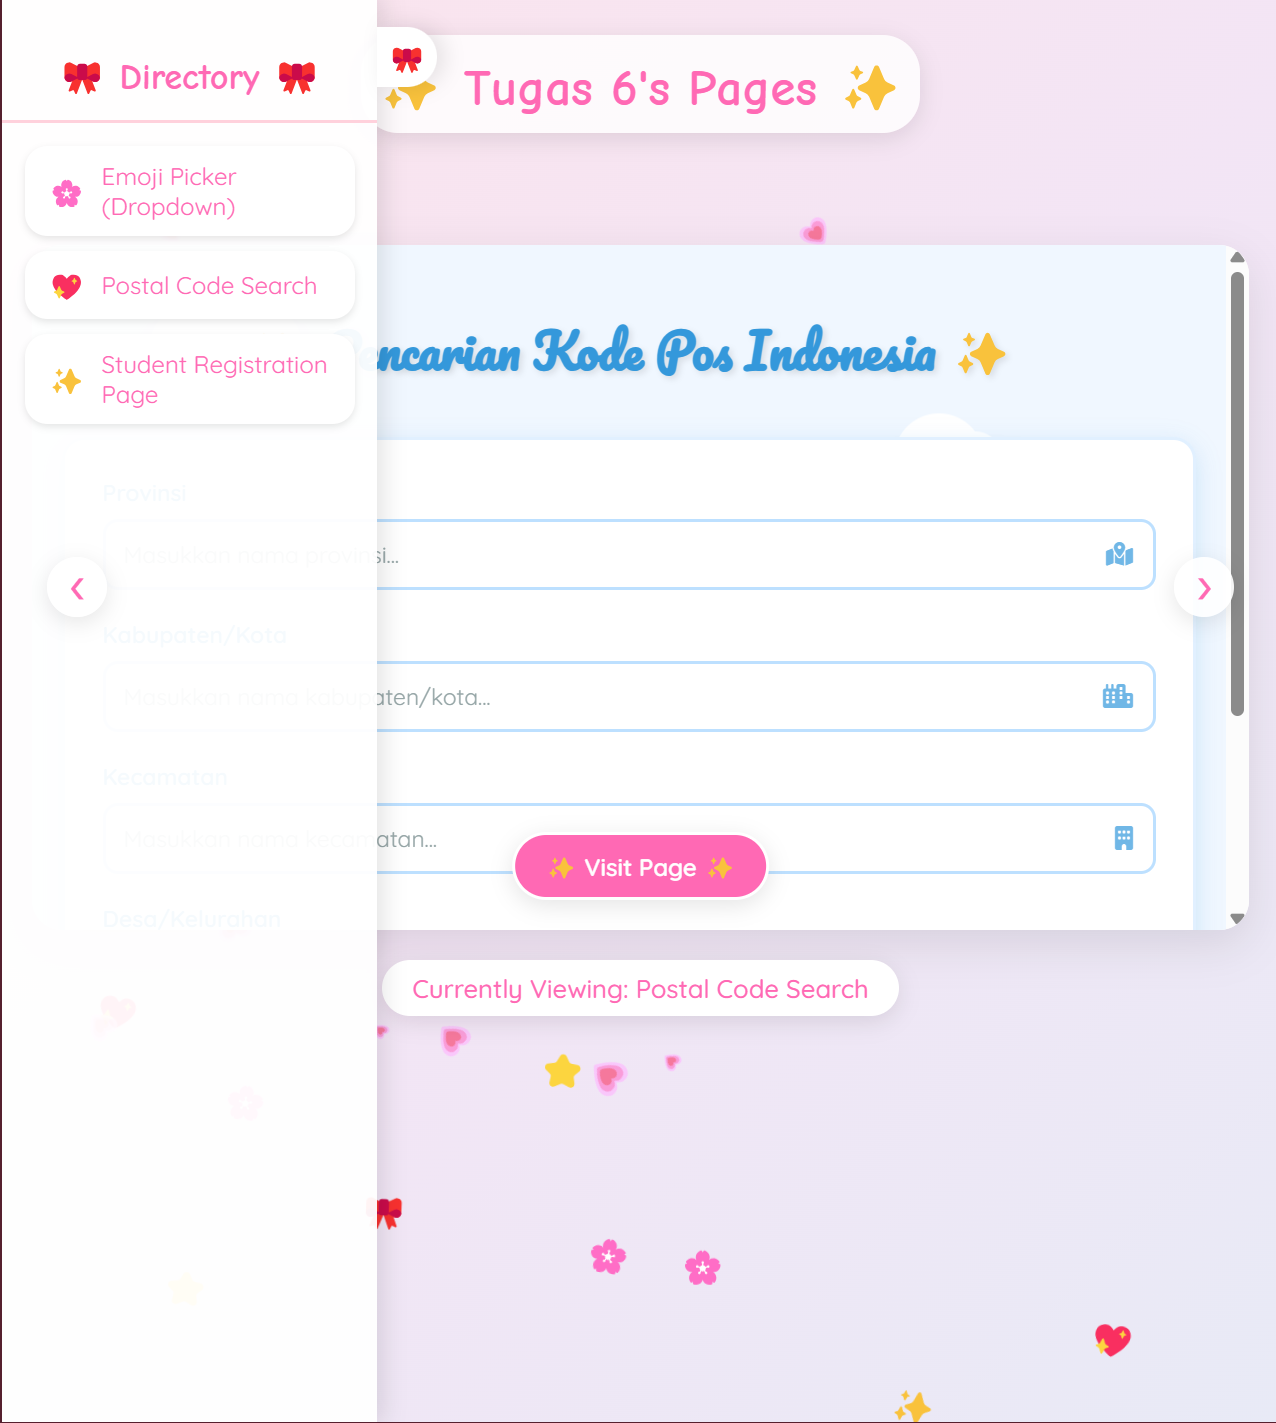 Directory
Tugas 6's Pages
Emoji Picker
(Dropdown)
Postal Code Search
Student Registration
Page
encarian Kode Pos Indonesia
Provinsi
Masukkan nama provinsi...
Kabupaten/Kota
Masukkan nama kabupaten/kota...
Kecamatan
Masukkan nama kecamatan...
Visit Page
Desa/Kelurahan
Currently Viewing: Postal Code Search